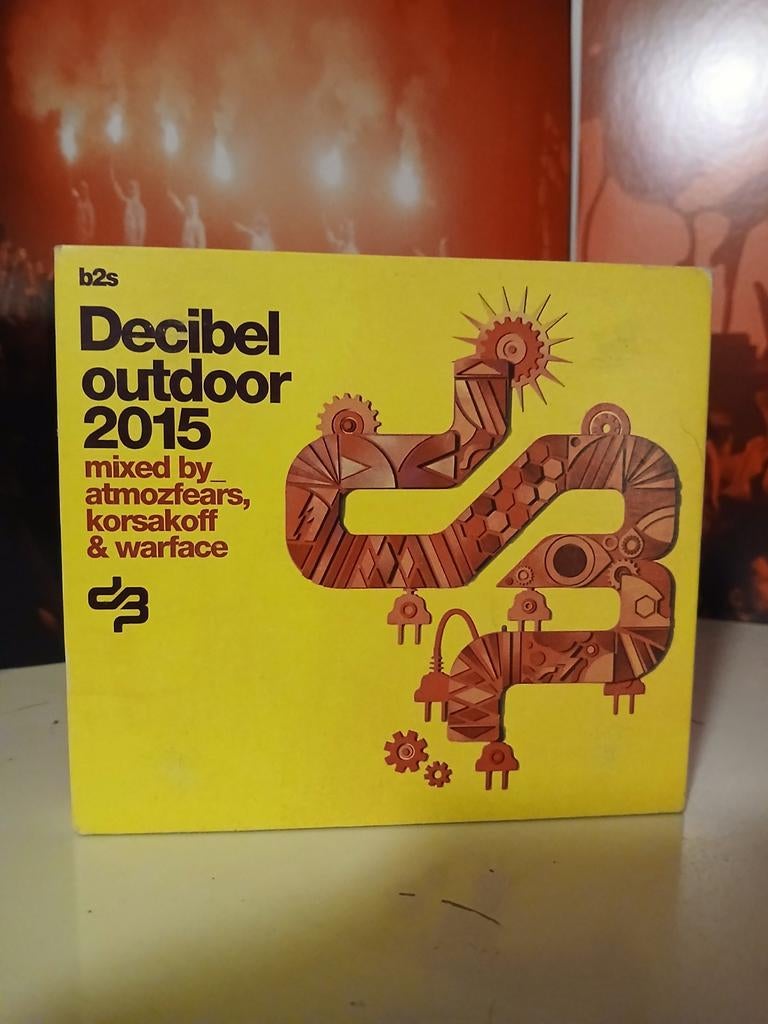 b2s
Decibel
outdoor
2015
mixed by_
atmozfears,
korsakoff
& warface